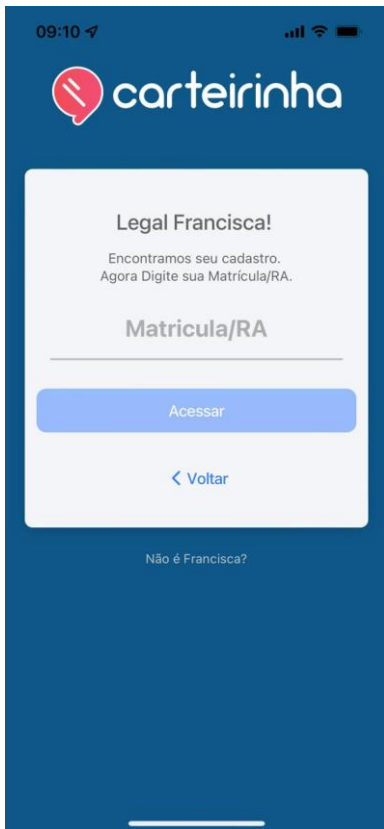 09:10
carteirinha
Legal Francisca!
Encontramos seu cadastro.
Agora Digite sua Matrícula/RA.
Matricula/RA
Acessar
Voltar
Não é Francisca?